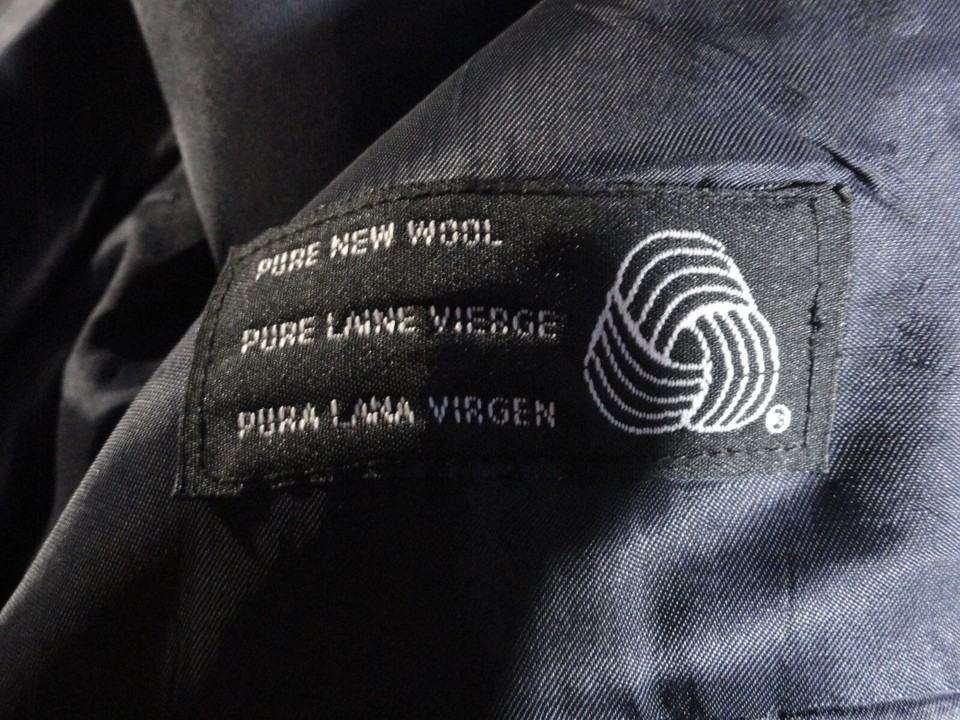 PURE NEW WOOL
PURE LAINE VIERGE
PURA LANA VIRGEN
®